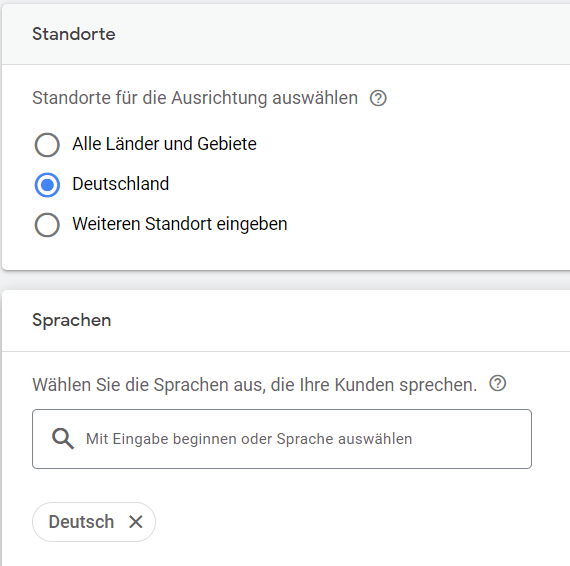 Standorte
Standorte für die Ausrichtung auswählen
Alle Länder und Gebiete
Deutschland
Weiteren Standort eingeben
Sprachen
Wählen Sie die Sprachen aus, die Ihre Kunden sprechen.
Mit Eingabe beginnen oder Sprache auswählen
Deutsch